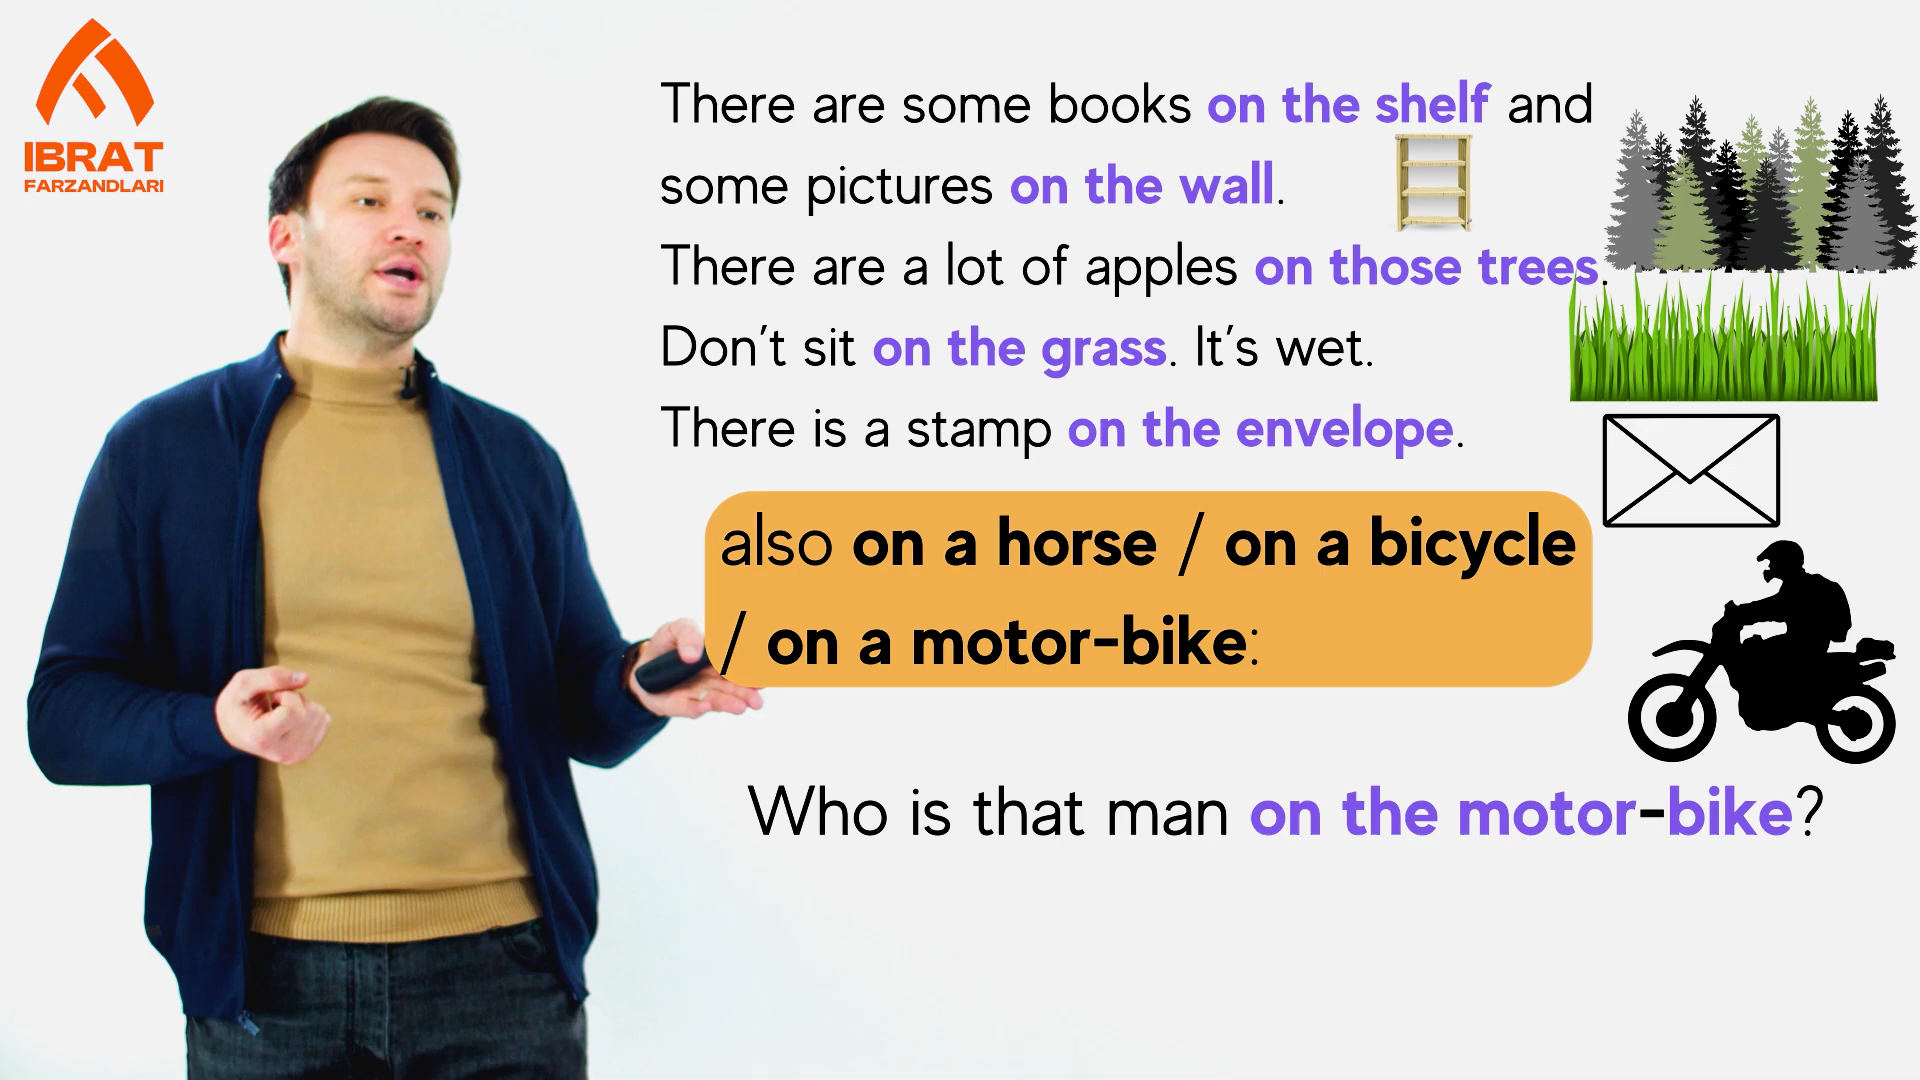 IBRAT
FARZANDLARI
There are some books on the shelf and
some pictures on the wall.
There are a lot of apples on those trees.
Don’t sit on the grass. It’s wet.
There is a stamp on the envelope.
also on a horse / on a bicycle
/ on a motor-bike:
Who is that man on the motor-bike?